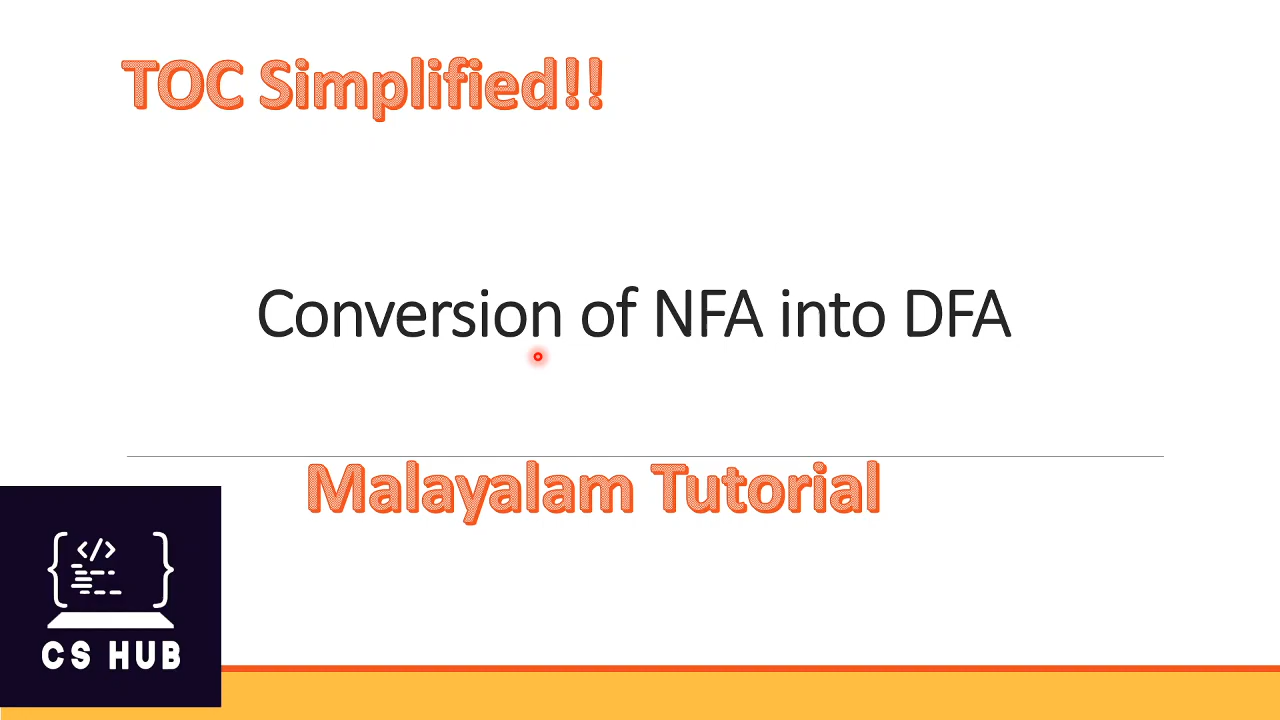 TOC Simplified!!
Conversion of NFA into DFA
Malayalam Tutorial
</>
CS HUB